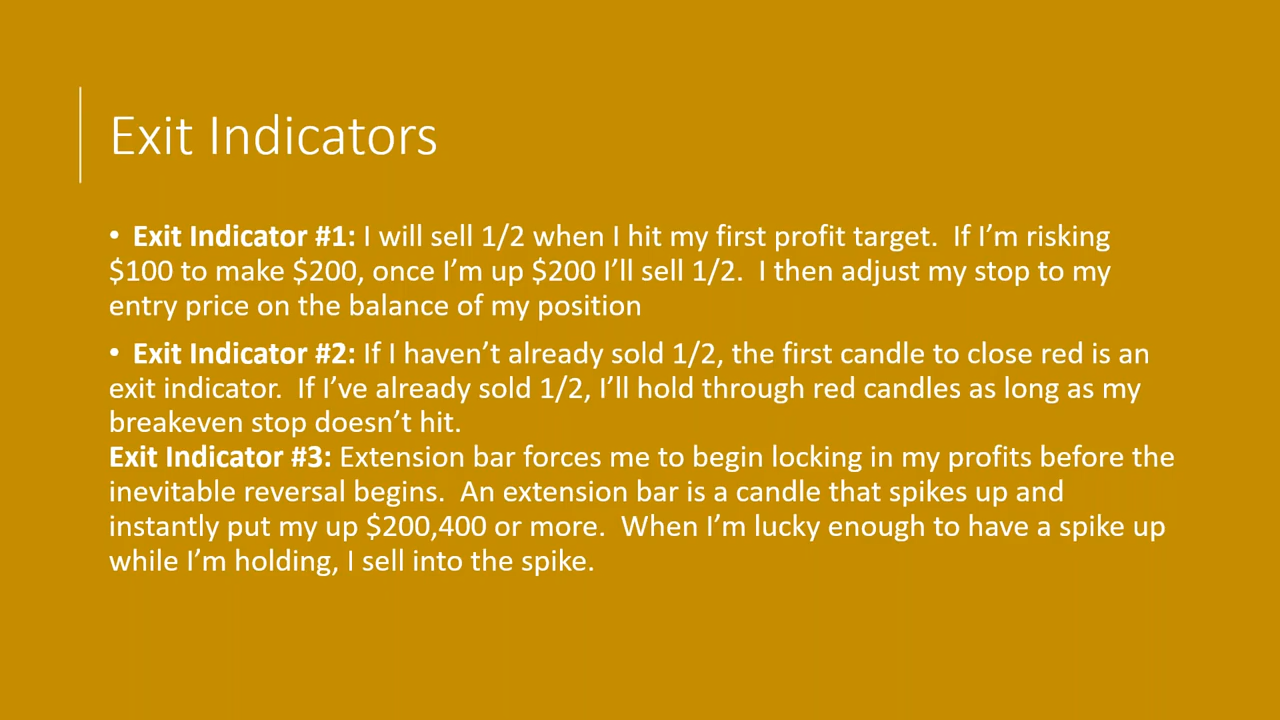 Exit Indicators
• Exit Indicator #1: I will sell 1/2 when I hit my first profit target.  If I’m risking
$100 to make $200, once I’m up $200 I’ll sell 1/2.  I then adjust my stop to my
entry price on the balance of my position
• Exit Indicator #2: If I haven’t already sold 1/2, the first candle to close red is an
exit indicator.  If I’ve already sold 1/2, I’ll hold through red candles as long as my
breakeven stop doesn’t hit.
Exit Indicator #3: Extension bar forces me to begin locking in my profits before the
inevitable reversal begins.  An extension bar is a candle that spikes up and
instantly put my up $200,400 or more.  When I’m lucky enough to have a spike up
while I’m holding, I sell into the spike.